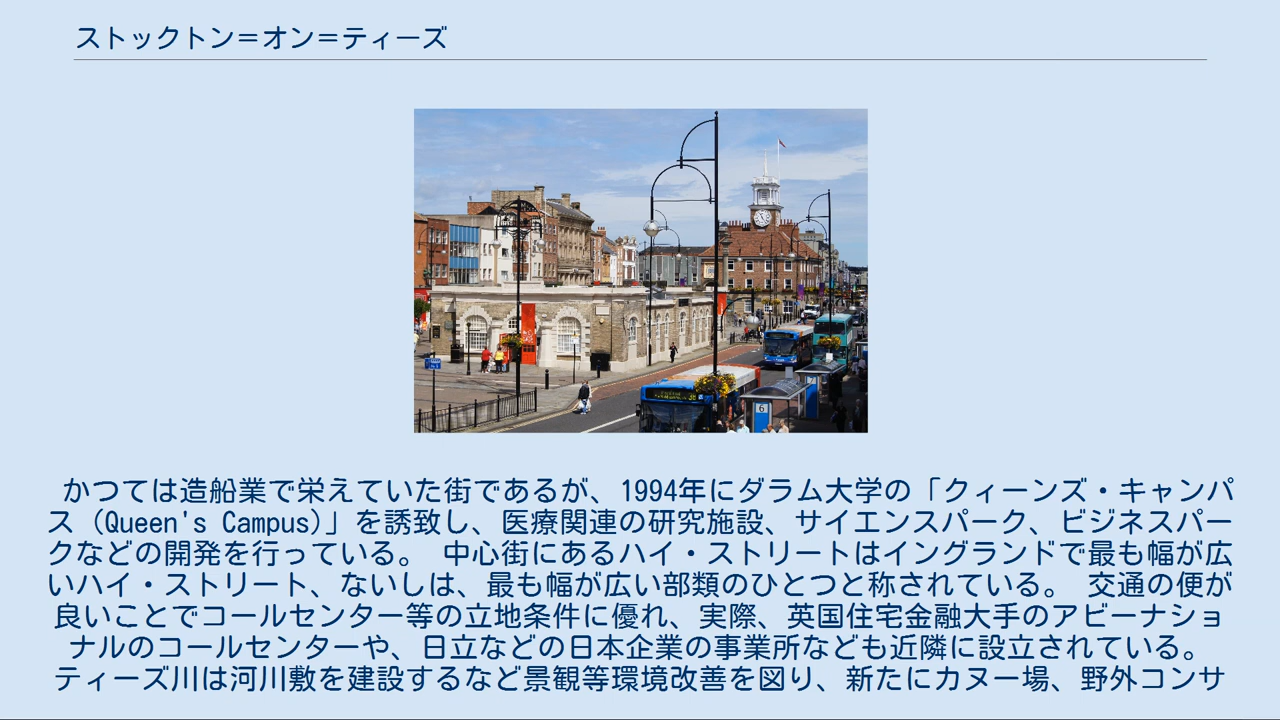 ストックトン＝オン＝ティーズ
6
かつては造船業で栄えていた街であるが、1994年にダラム大学の「クィーンズ・キャンパ
ス（Queen's Campus)」を誘致し、医療関連の研究施設、サイエンスパーク、ビジネスパー
クなどの開発を行っている。 中心街にあるハイ・ストリートはイングランドで最も幅が広
いハイ・ストリート、ないしは、最も幅が広い部類のひとつと称されている。 交通の便が
良いことでコールセンター等の立地条件に優れ、実際、英国住宅金融大手のアビーナショ
ナルのコールセンターや、日立などの日本企業の事業所なども近隣に設立されている。
ティーズ川は河川敷を建設するなど景観等環境改善を図り、新たにカヌー場、野外コンサ